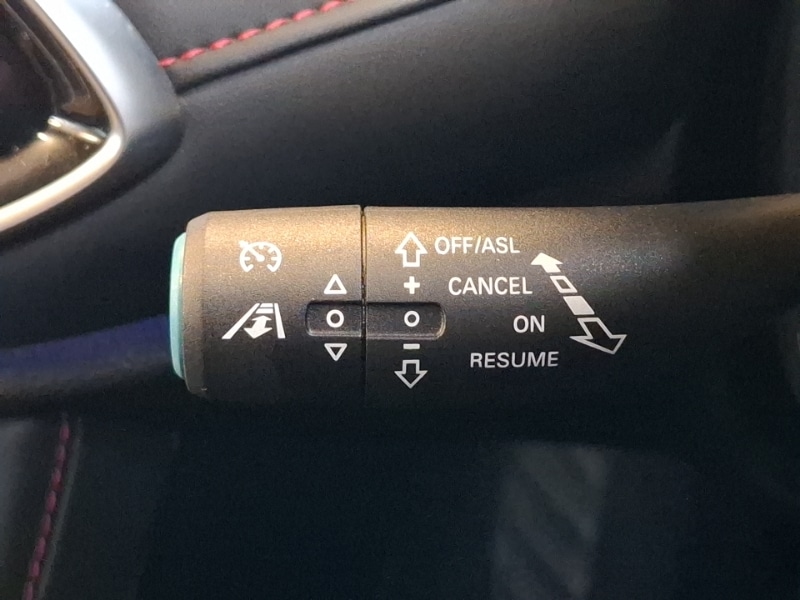 OFF/ASL
+ CANCEL
ON
− RESUME